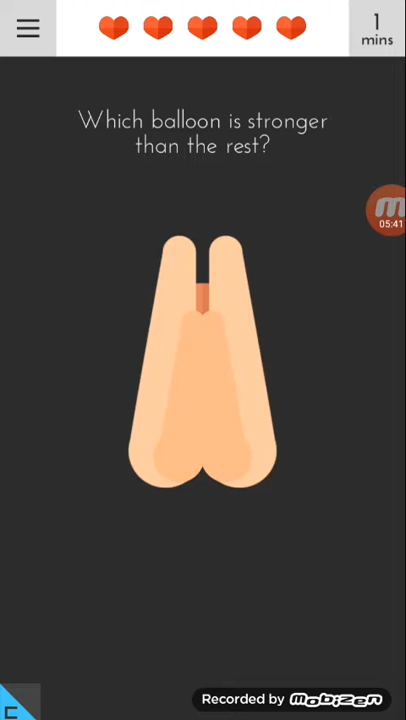 1
mins
Which balloon is stronger
than the rest?
05:41
Recorded by Mobizen